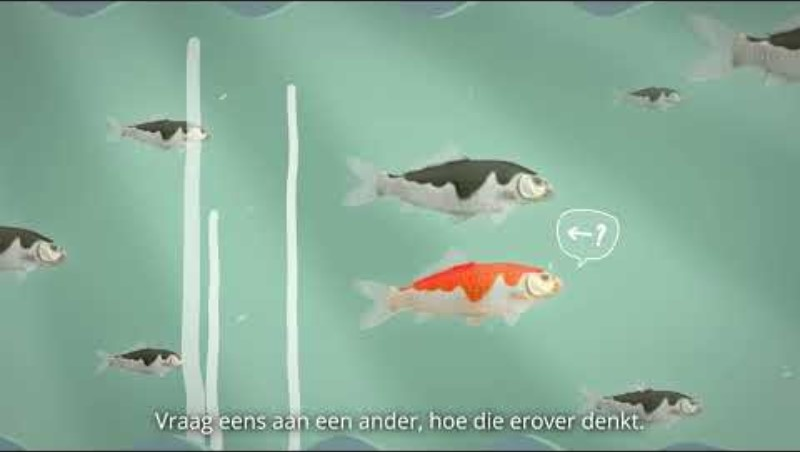 ←?
Vraag eens aan een ander, hoe die erover denkt.